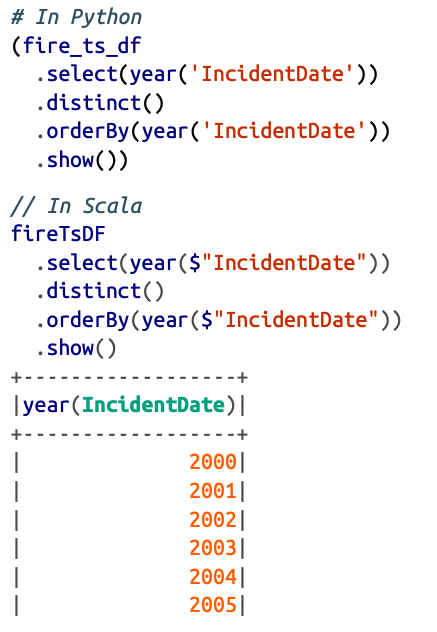 # In Python
(fire_ts_df
  .select(year('IncidentDate'))
  .distinct()
  .orderBy(year('IncidentDate'))
  .show())
// In Scala
fireTsDF
  .select(year($"IncidentDate"))
  .distinct()
  .orderBy(year($"IncidentDate"))
  .show()
+------------------+
|year(IncidentDate)|
+------------------+
|              2000|
|              2001|
|              2002|
|              2003|
|              2004|
|              2005|